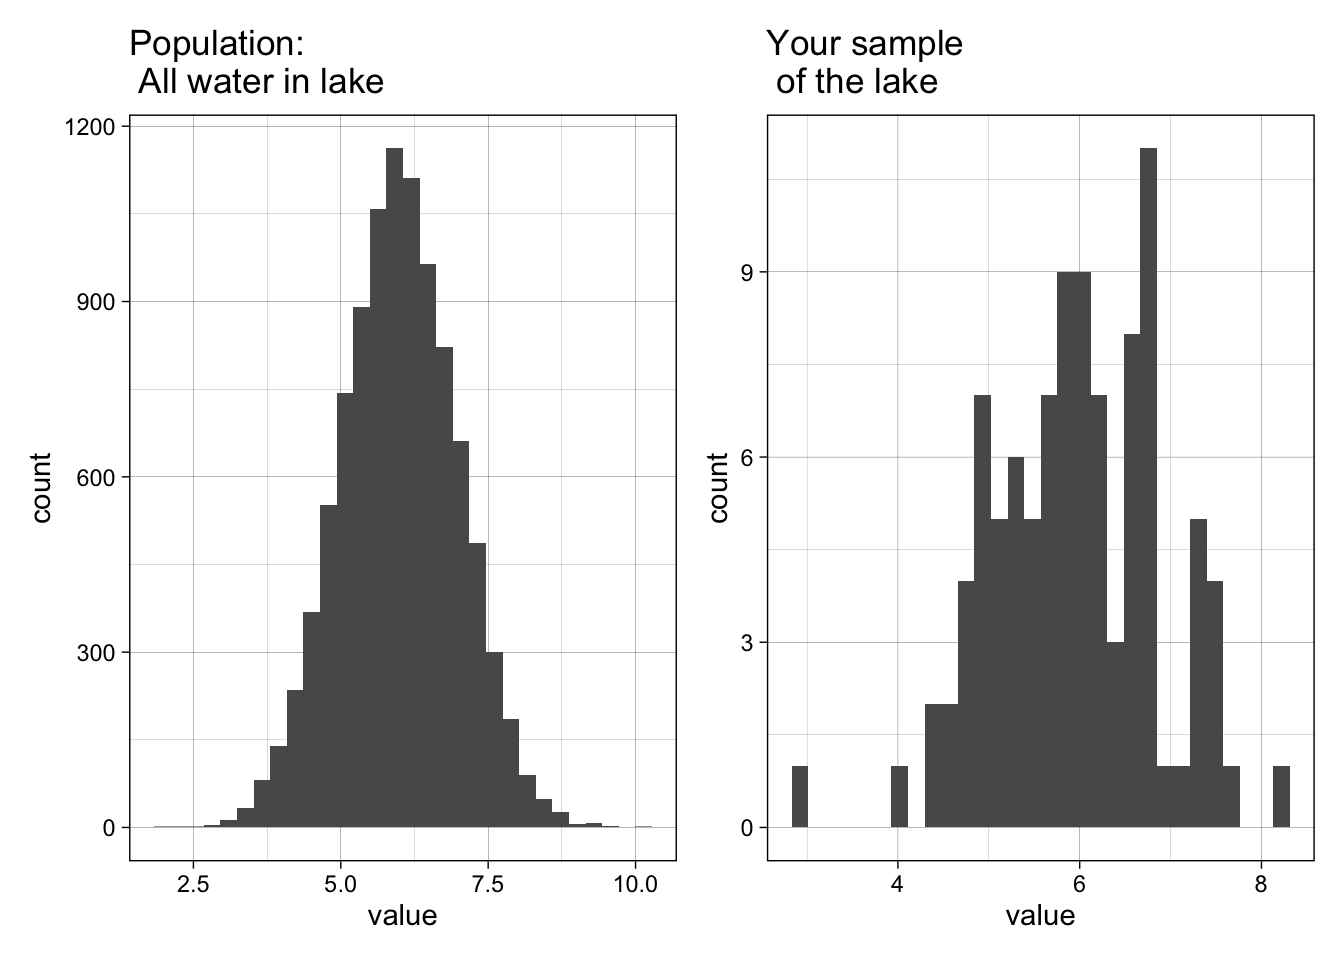 Population:
All water in lake
1200
900
600
300
0
count
2.5 5.0 7.5 10.0
value
Your sample
of the lake
9
6
3
0
count
4 6 8
value